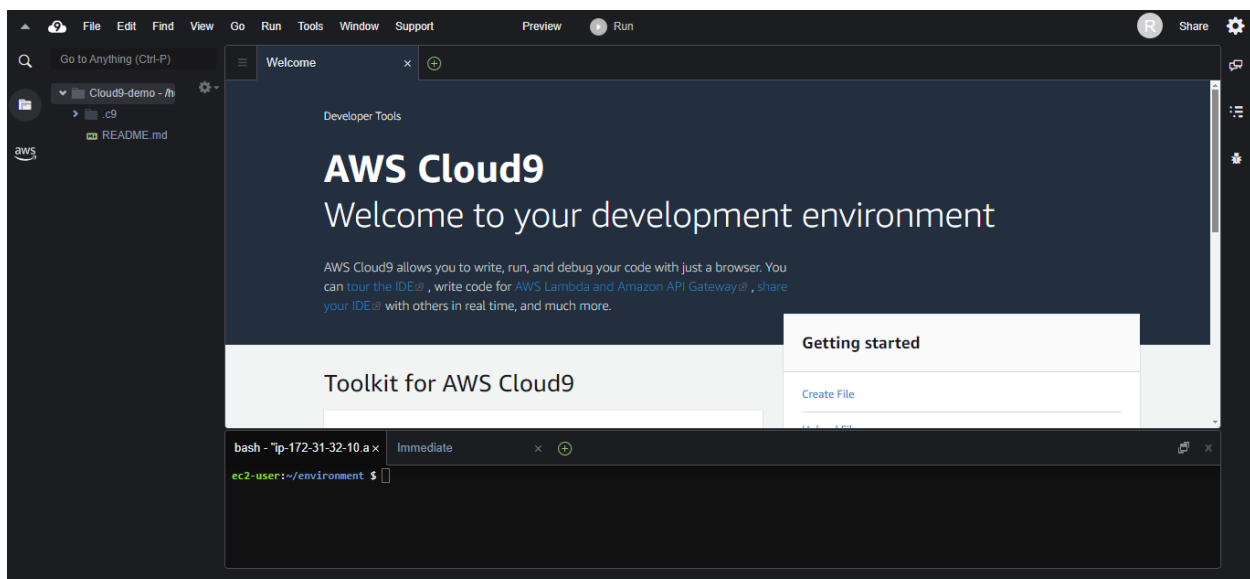 File Edit Find View Go Run Tools Window Support Preview Run R Share
Go to Anything (Ctrl-P)
Cloud9-demo - /h
.c9
README.md
aws
Welcome
Developer Tools
AWS Cloud9
Welcome to your development environment
AWS Cloud9 allows you to write, run, and debug your code with just a browser. You
can tour the IDE , write code for AWS Lambda and Amazon API Gateway , share
your IDE with others in real time, and much more.
Getting started
Create File
Toolkit for AWS Cloud9
bash - "ip-172-31-32-10.a Immediate
ec2-user:~/environment $